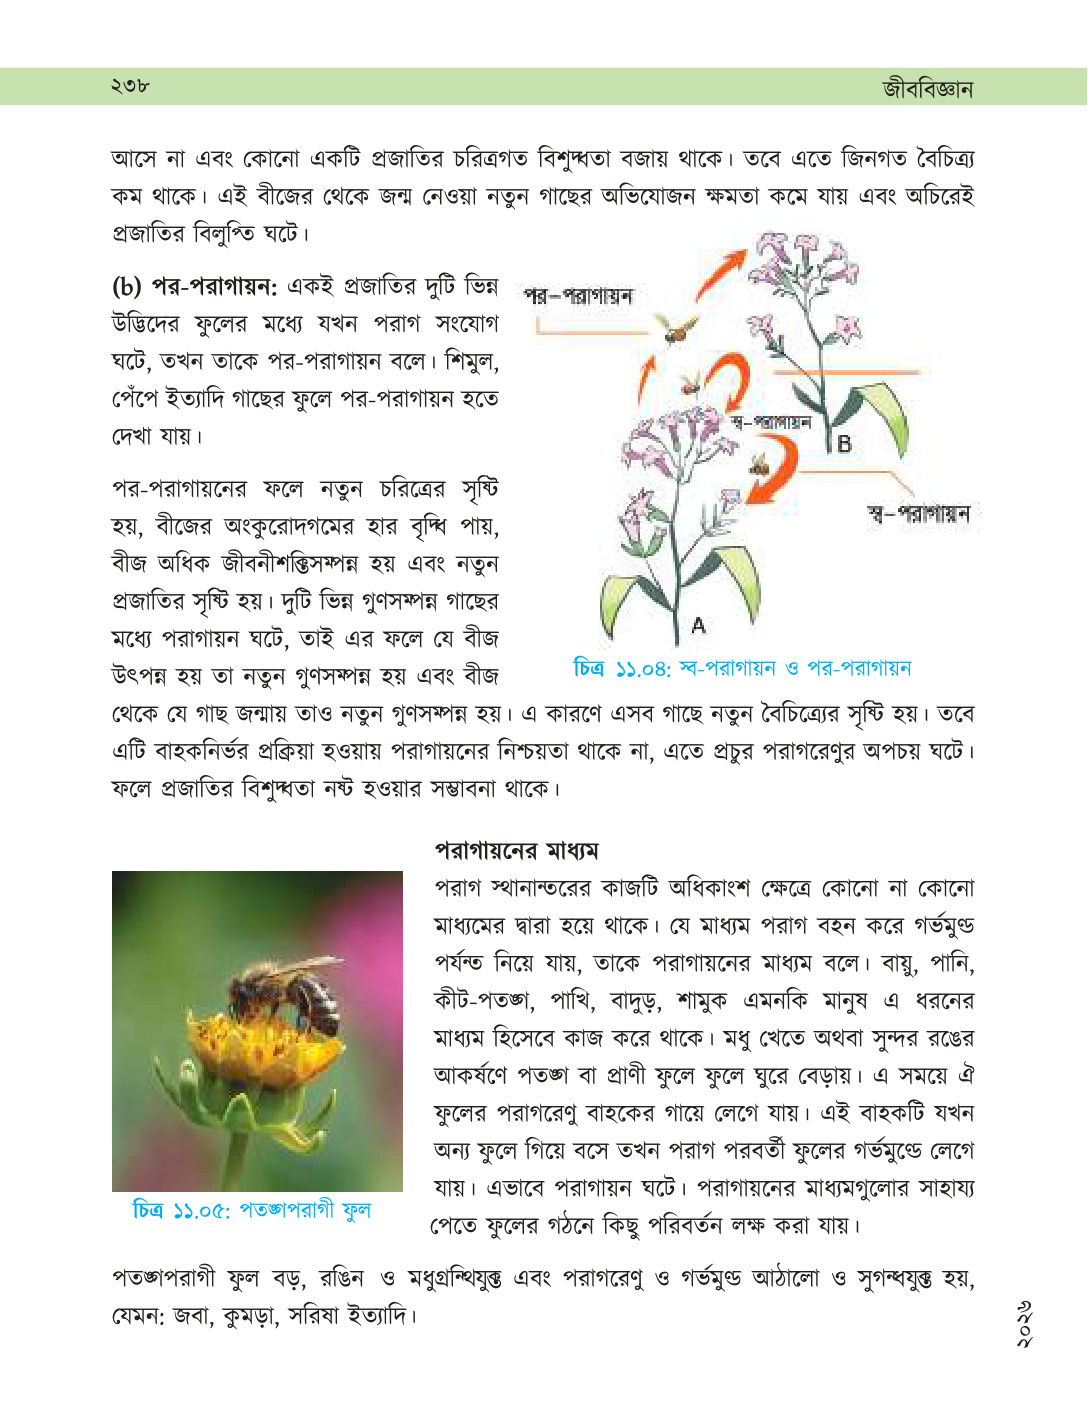 ২৩৮
জীববিজ্ঞান
আসে না এবং কোনো একটি প্রজাতির চরিত্রগত বিশুদ্ধতা বজায় থাকে। তবে এতে জিনগত বৈচিত্র্য
কম থাকে। এই বীজের থেকে জন্ম নেওয়া নতুন গাছের অভিযোজন ক্ষমতা কমে যায় এবং অচিরেই
প্রজাতির বিলুপ্তি ঘটে।
(b) পর-পরাগায়ন: একই প্রজাতির দুটি ভিন্ন
উদ্ভিদের ফুলের মধ্যে যখন পরাগ সংযোগ
ঘটে, তখন তাকে পর-পরাগায়ন বলে। শিমুল,
পেঁপে ইত্যাদি গাছের ফুলে পর-পরাগায়ন হতে
দেখা যায়।
পর-পরাগায়নের ফলে নতুন চরিত্রের সৃষ্টি
হয়, বীজের অংকুরোদগমের হার বৃদ্ধি পায়,
বীজ অধিক জীবনীশক্তিসম্পন্ন হয় এবং নতুন
প্রজাতির সৃষ্টি হয়। দুটি ভিন্ন গুণসম্পন্ন গাছের
মধ্যে পরাগায়ন ঘটে, তাই এর ফলে যে বীজ
উৎপন্ন হয় তা নতুন গুণসম্পন্ন হয় এবং বীজ
পর-পরাগায়ন
স্ব-পরাগায়ন
B
স্ব-পরাগায়ন
A
চিত্র ১১.০৪: স্ব-পরাগায়ন ও পর-পরাগায়ন
থেকে যে গাছ জন্মায় তাও নতুন গুণসম্পন্ন হয়। এ কারণে এসব গাছে নতুন বৈচিত্র্যের সৃষ্টি হয়। তবে
এটি বাহকনির্ভর প্রক্রিয়া হওয়ায় পরাগায়নের নিশ্চয়তা থাকে না, এতে প্রচুর পরাগরেণুর অপচয় ঘটে।
ফলে প্রজাতির বিশুদ্ধতা নষ্ট হওয়ার সম্ভাবনা থাকে।
পরাগায়নের মাধ্যম
পরাগ স্থানান্তরের কাজটি অধিকাংশ ক্ষেত্রে কোনো না কোনো
মাধ্যমের দ্বারা হয়ে থাকে। যে মাধ্যম পরাগ বহন করে গর্ভমুণ্ড
পর্যন্ত নিয়ে যায়, তাকে পরাগায়নের মাধ্যম বলে। বায়ু, পানি,
কীট-পতঙ্গ, পাখি, বাদুড়, শামুক এমনকি মানুষ এ ধরনের
মাধ্যম হিসেবে কাজ করে থাকে। মধু খেতে অথবা সুন্দর রঙের
আকর্ষণে পতঙ্গ বা প্রাণী ফুলে ফুলে ঘুরে বেড়ায়। এ সময়ে ঐ
ফুলের পরাগরেণু বাহকের গায়ে লেগে যায়। এই বাহকটি যখন
অন্য ফুলে গিয়ে বসে তখন পরাগ পরবর্তী ফুলের গর্ভমুণ্ডে লেগে
যায়। এভাবে পরাগায়ন ঘটে। পরাগায়নের মাধ্যমগুলোর সাহায্য
পেতে ফুলের গঠনে কিছু পরিবর্তন লক্ষ করা যায়।
চিত্র ১১.০৫: পতঙ্গপরাগী ফুল
পতঙ্গপরাগী ফুল বড়, রঙিন ও মধুগ্রন্থিযুক্ত এবং পরাগরেণু ও গর্ভমুণ্ড আঠালো ও সুগন্ধযুক্ত হয়,
যেমন: জবা, কুমড়া, সরিষা ইত্যাদি।
২০২৬